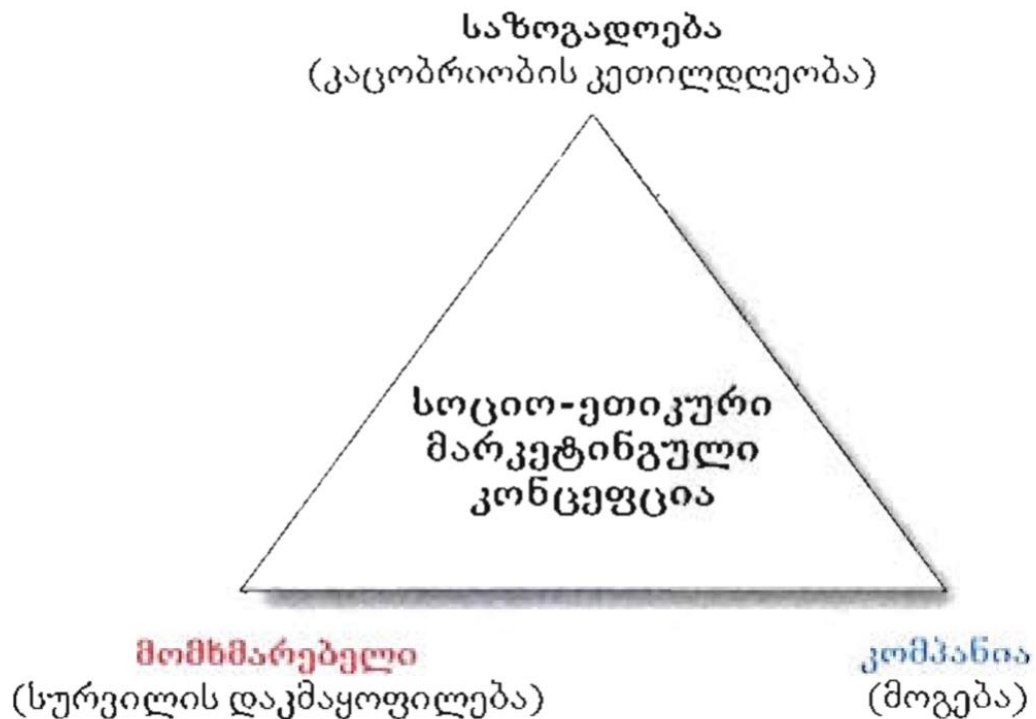 საზოგადოება
(კაცობრიობის კეთილდღეობა)
სოციო-ეთიკური
მარკეტინგული
კონცეფცია
მომხმარებელი
(სურვილის დაკმაყოფილება)
კომპანია
(მოგება)